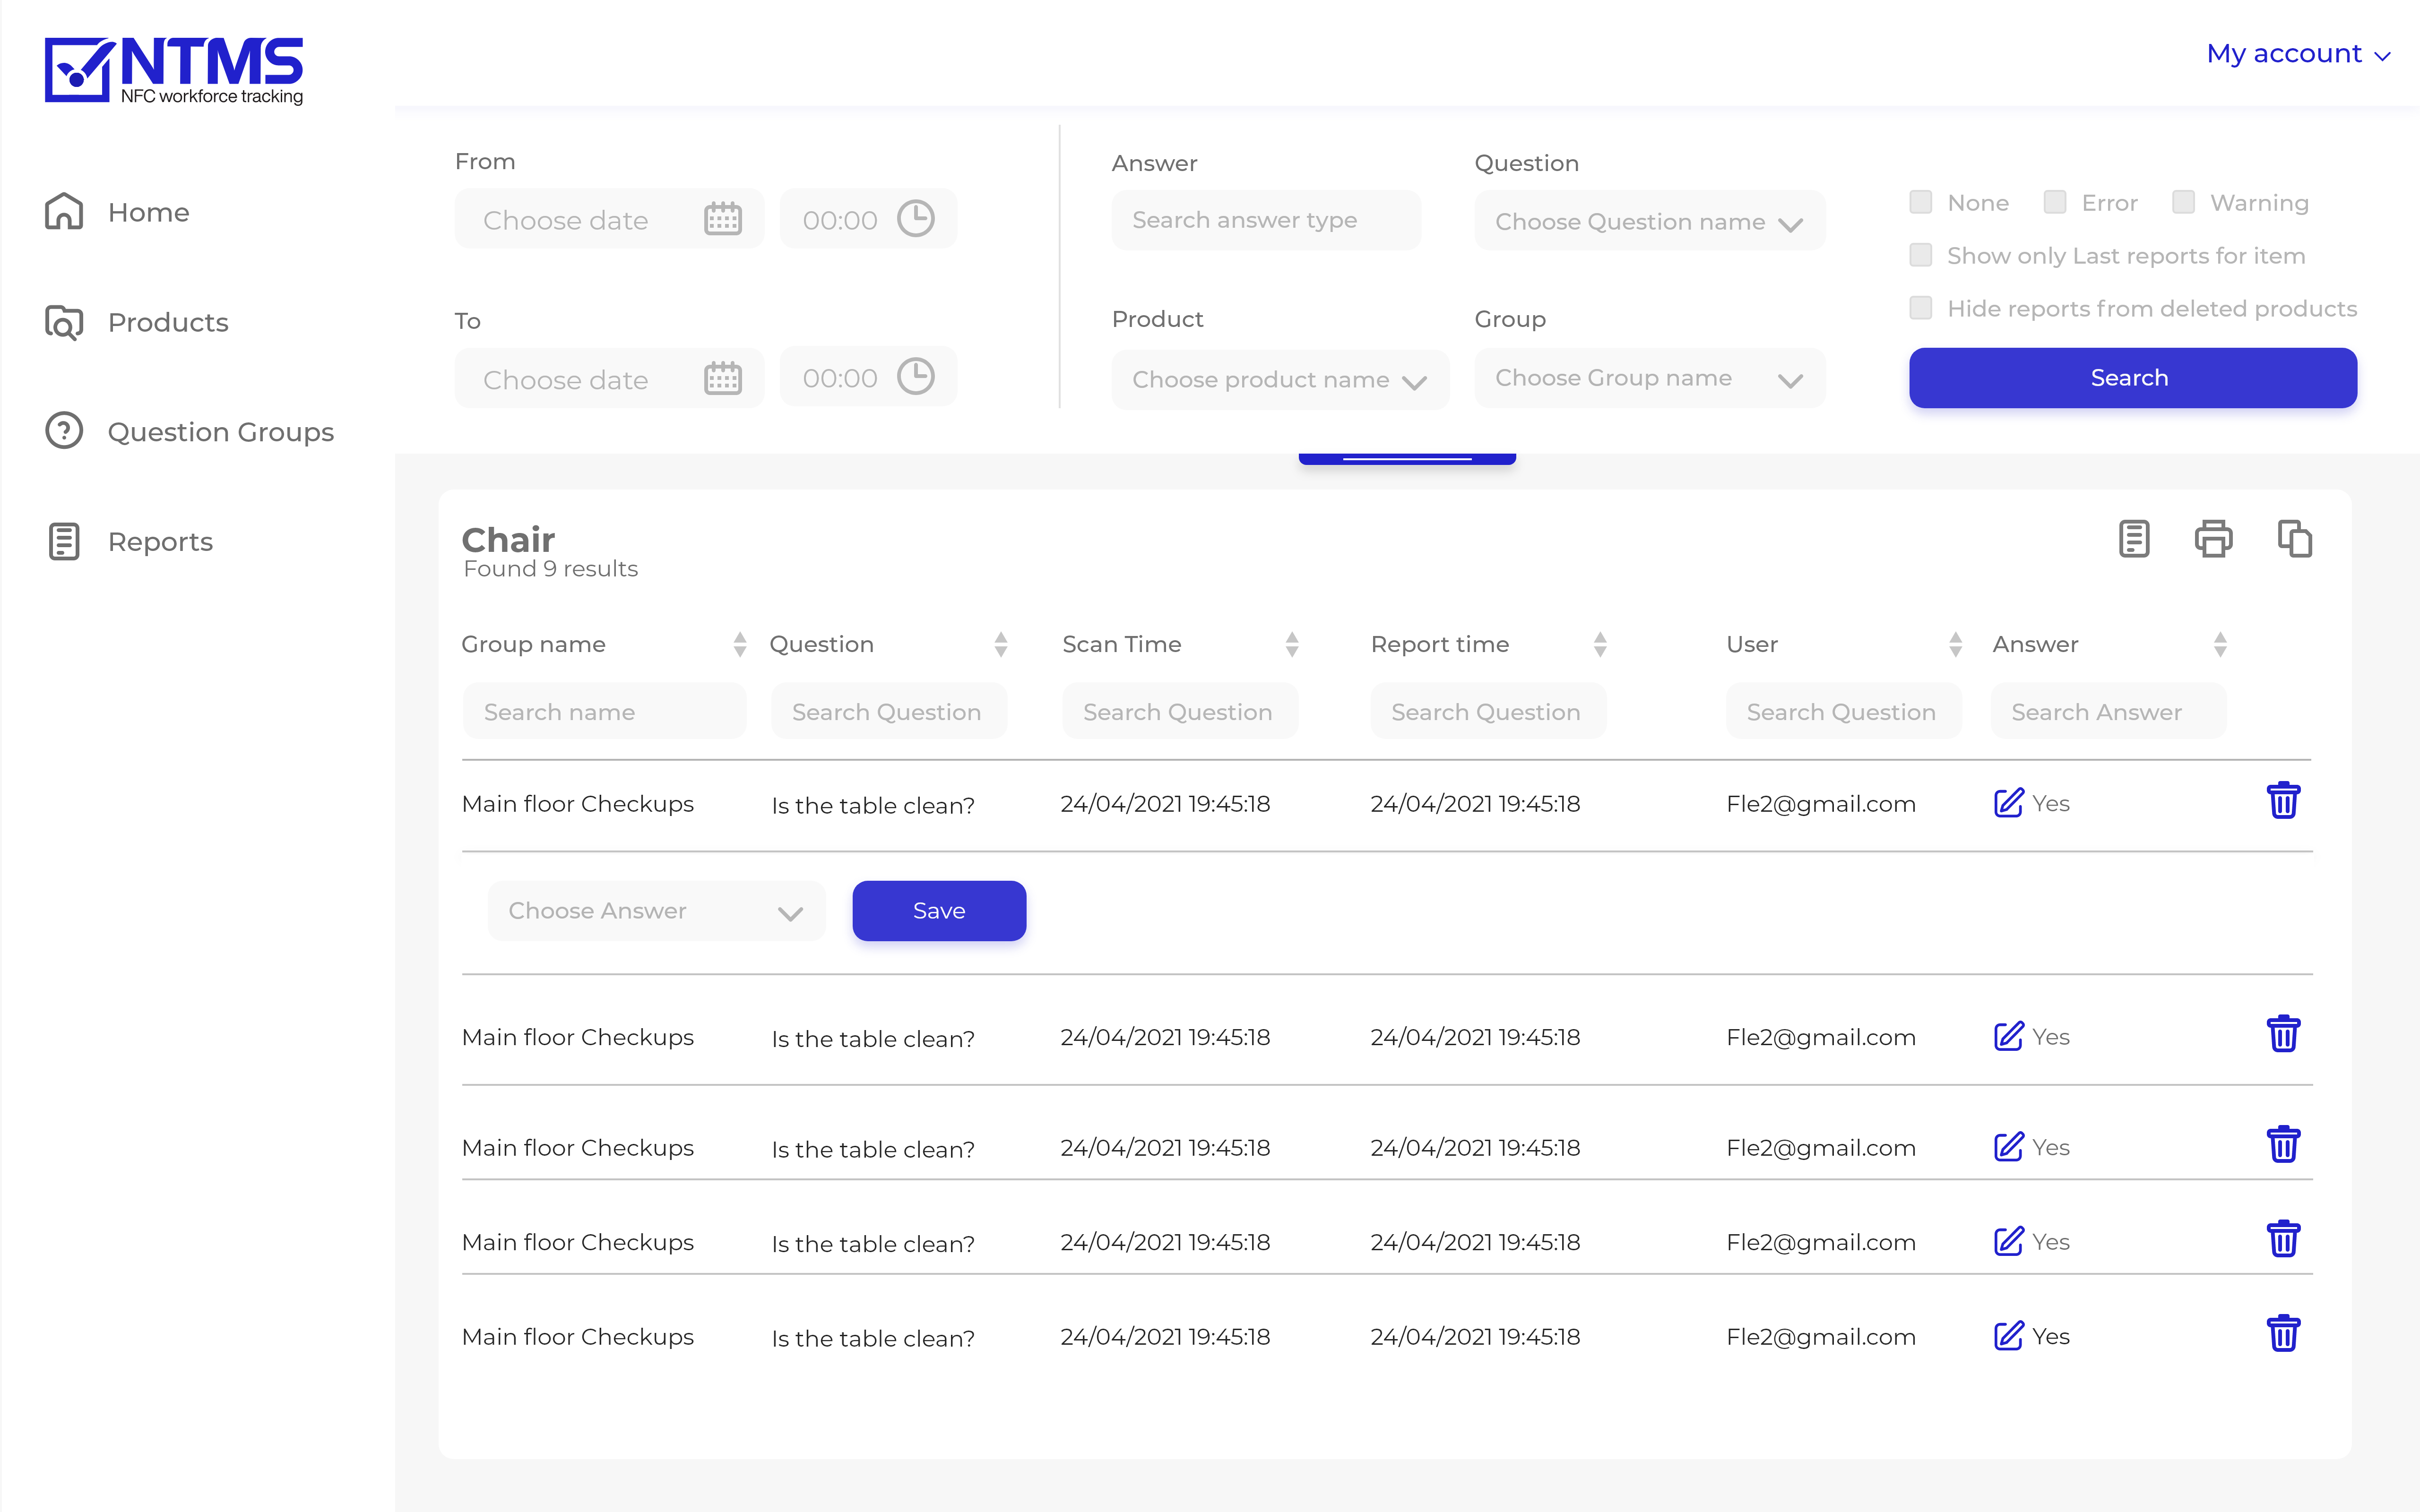 NTMS
NFC workforce tracking
My account
Home
Products
Question Groups
Reports
From
Choose date 00:00
To
Choose date 00:00
Answer Question
Search answer type Choose Question name
Product Group
Choose product name Choose Group name
None Error Warning
Show only Last reports for item
Hide reports from deleted products
Search
Chair
Found 9 results
Group name Question Scan Time Report time User Answer
Search name Search Question Search Question Search Question Search Question Search Answer
Main floor Checkups Is the table clean? 24/04/2021 19:45:18 24/04/2021 19:45:18 Fle2@gmail.com Yes
Choose Answer Save
Main floor Checkups Is the table clean? 24/04/2021 19:45:18 24/04/2021 19:45:18 Fle2@gmail.com Yes
Main floor Checkups Is the table clean? 24/04/2021 19:45:18 24/04/2021 19:45:18 Fle2@gmail.com Yes
Main floor Checkups Is the table clean? 24/04/2021 19:45:18 24/04/2021 19:45:18 Fle2@gmail.com Yes
Main floor Checkups Is the table clean? 24/04/2021 19:45:18 24/04/2021 19:45:18 Fle2@gmail.com Yes